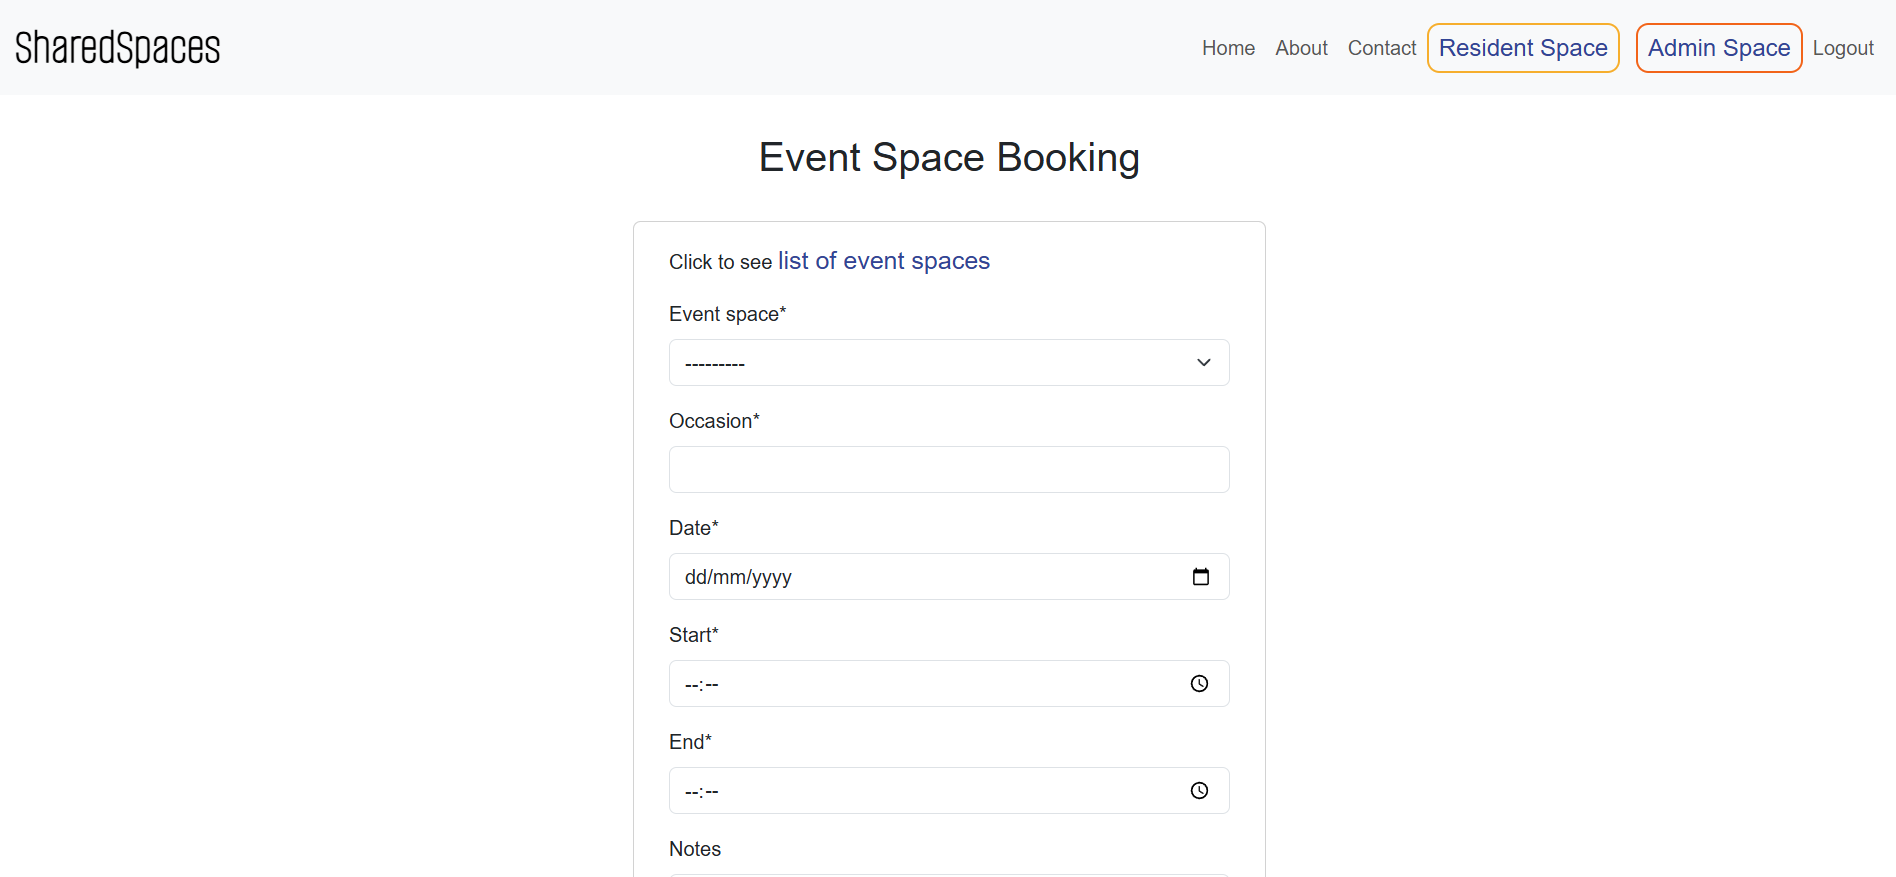 SharedSpaces
Home About Contact Resident Space Admin Space Logout
Event Space Booking
Click to see list of event spaces
Event space*
---------
Occasion*
Date*
dd/mm/yyyy
Start*
--:--
End*
--:--
Notes